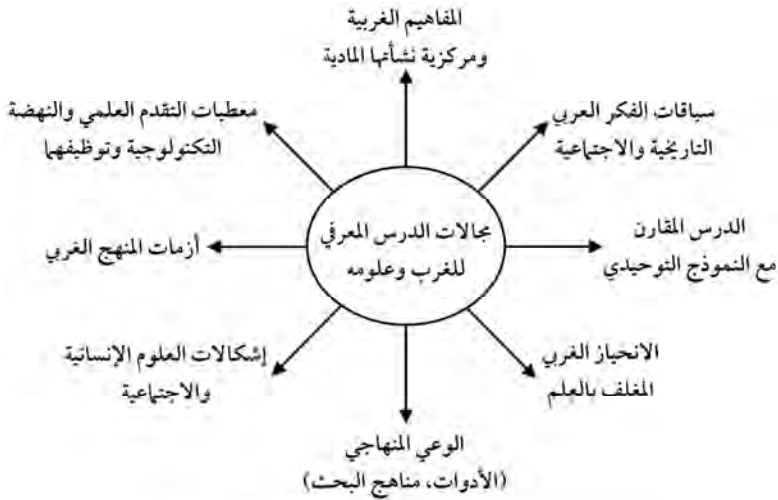 المفاهيم الغربية
ومركزية نشأتها المادية
سياقات الفكر العربي
التاريخية والاجتماعية
معطيات التقدم العلمي والنهضة
التكنولوجية وتوظيفهما
الدرس المقارن
مع النموذج التوحيدي
مجالات الدرس المعرفي
للغرب وعلومه
أزمات المنهج الغربي
الانحياز الغربي
المغلف بالعلم
إشكالات العلوم الإنسانية
والاجتماعية
الوعي المنهاجي
(الأدوات، مناهج البحث)